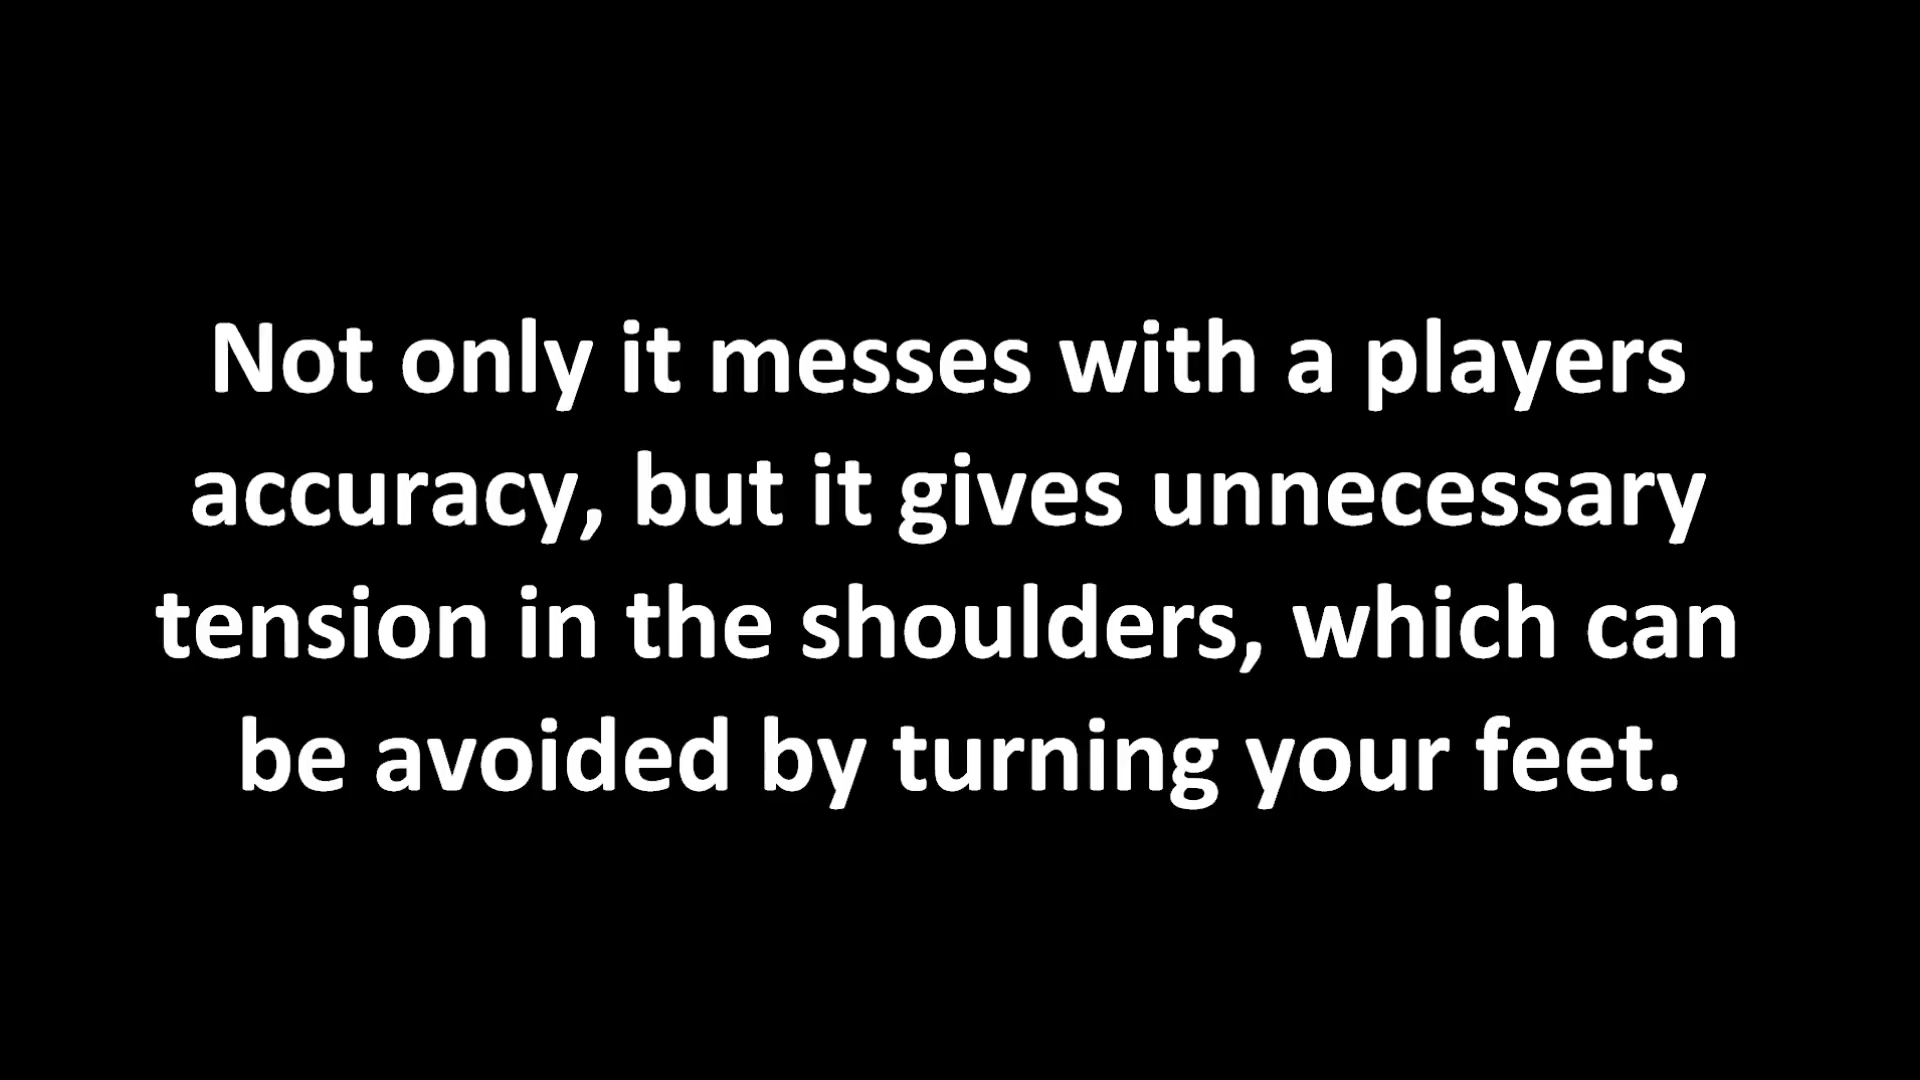 Not only it messes with a players
accuracy, but it gives unnecessary
tension in the shoulders, which can
be avoided by turning your feet.